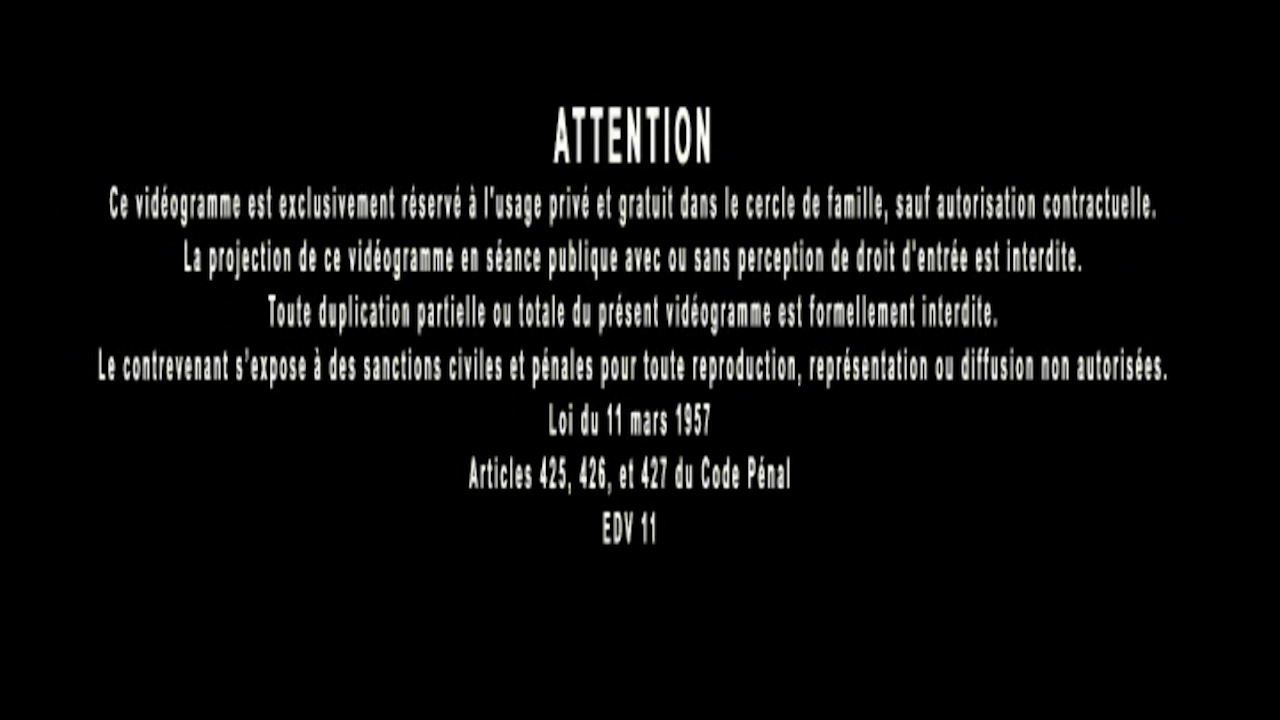 ATTENTION
Ce vidéogramme est exclusivement réservé à l'usage privé et gratuit dans le cercle de famille, sauf autorisation contractuelle.
La projection de ce vidéogramme en séance publique avec ou sans perception de droit d'entrée est interdite.
Toute duplication partielle ou totale du présent vidéogramme est formellement interdite.
Le contrevenant s'expose à des sanctions civiles et pénales pour toute reproduction, représentation ou diffusion non autorisées.
Loi du 11 mars 1957
Articles 425, 426, et 427 du Code Pénal
EDV 11